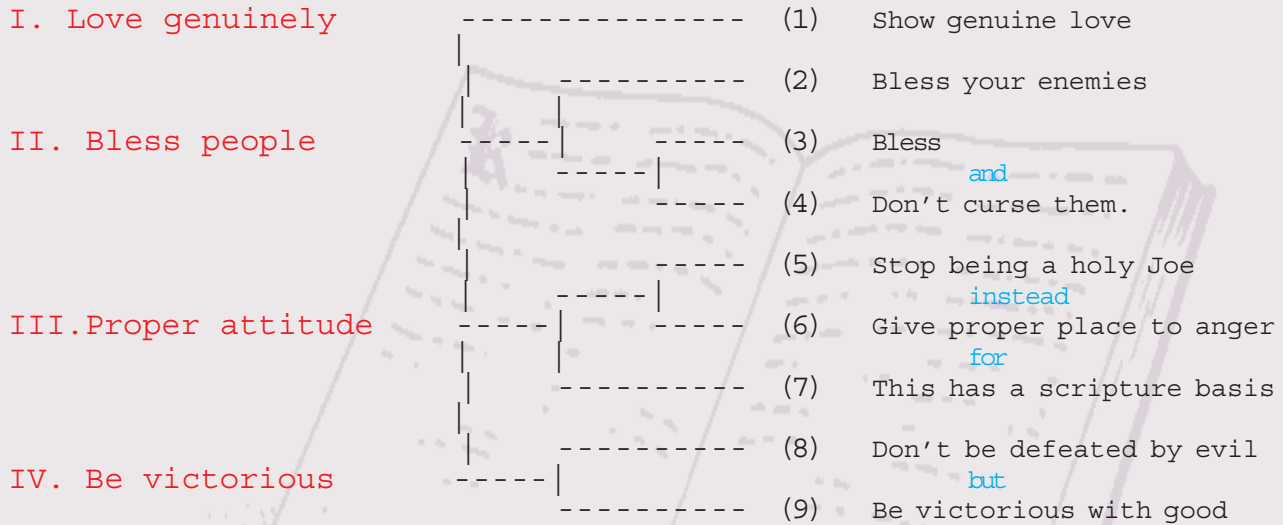 I. Love genuinely --------------- (1) Show genuine love
---------- (2) Bless your enemies
II. Bless people -----| ----- (3) Bless
-----| and
----- (4) Don't curse them.
----- (5) Stop being a holy Joe
-----| instead
III.Proper attitude -----| ----- (6) Give proper place to anger
for
---------- (7) This has a scripture basis
---------- (8) Don't be defeated by evil
IV. Be victorious -----| but
---------- (9) Be victorious with good